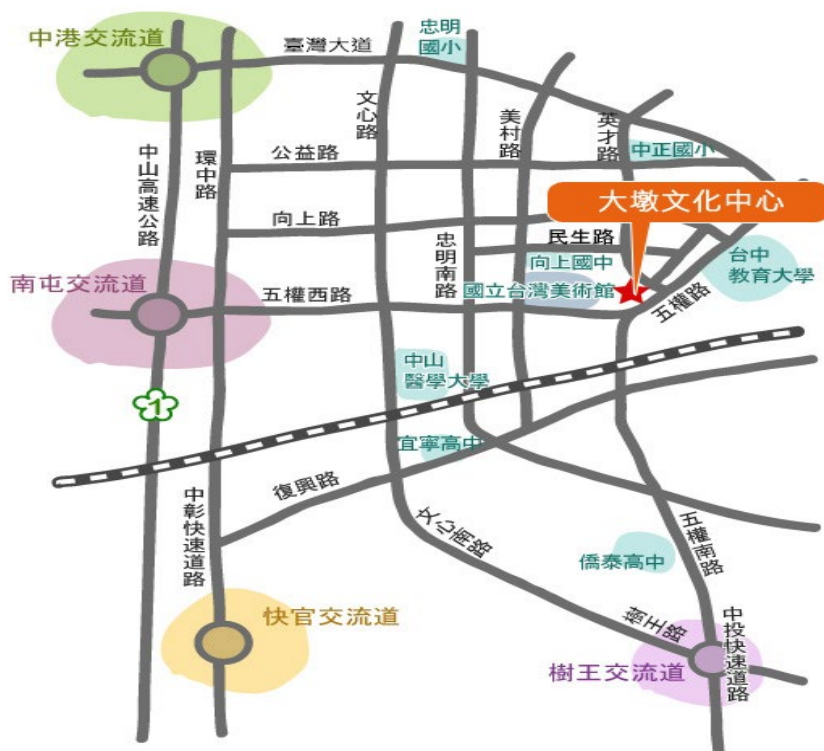 忠明
國小
中港交流道
臺灣大道
文心路
美村路
英才路
中山高速公路
環中路
公益路
中正國小
大墩文化中心
向上路
忠明南路
民生路
向上國中
台中
教育大學
南屯交流道
五權西路
國立台灣美術館
五權路
中山
醫學大學
1
宜寧高中
復興路
中彰快速道路
文心南路
五權南路
僑泰高中
快官交流道
樹王路
中投快速道路
樹王交流道